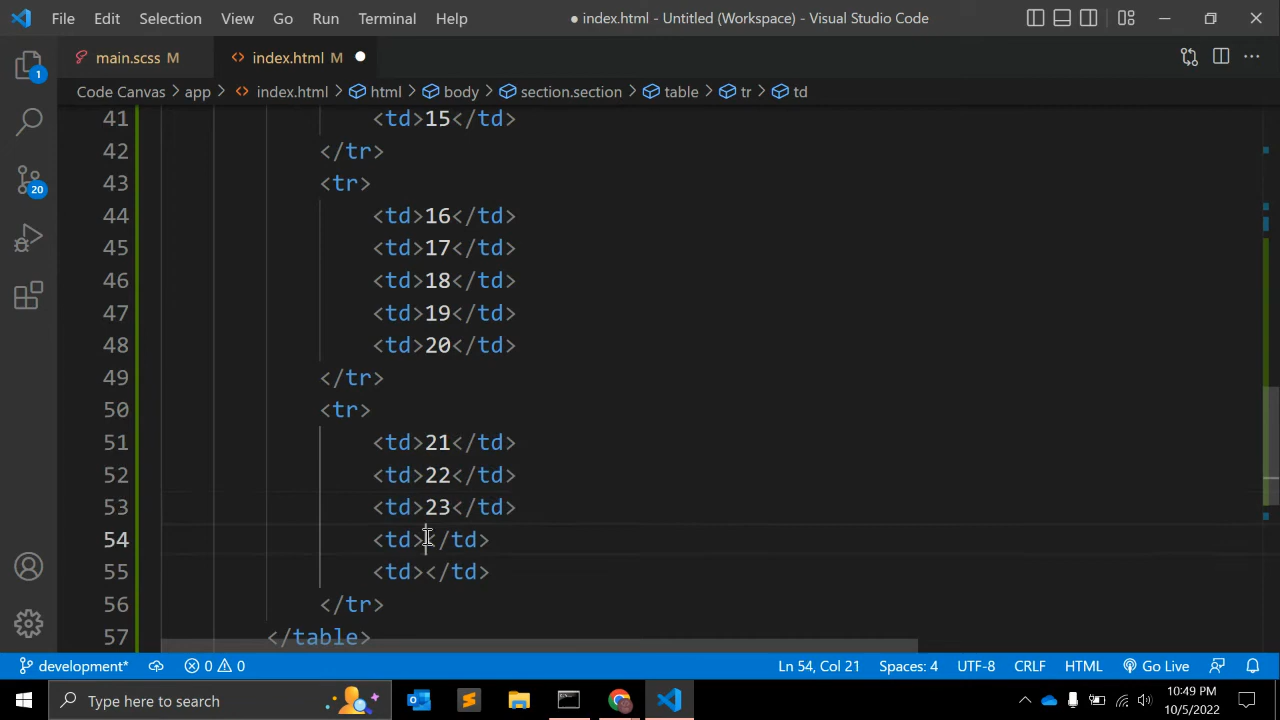 File Edit Selection View Go Run Terminal Help ● index.html - Untitled (Workspace) - Visual Studio Code
main.scss M <> index.html M ●
Code Canvas > app > <> index.html > html > body > section.section > table > tr > td
41 <td>15</td>
42 </tr>
43 <tr>
44 <td>16</td>
45 <td>17</td>
46 <td>18</td>
47 <td>19</td>
48 <td>20</td>
49 </tr>
50 <tr>
51 <td>21</td>
52 <td>22</td>
53 <td>23</td>
54 <td></td>
55 <td></td>
56 </tr>
57 </table>
1
20
development* 0 0 Ln 54, Col 21 Spaces: 4 UTF-8 CRLF HTML Go Live
Type here to search
10:49 PM
10/5/2022